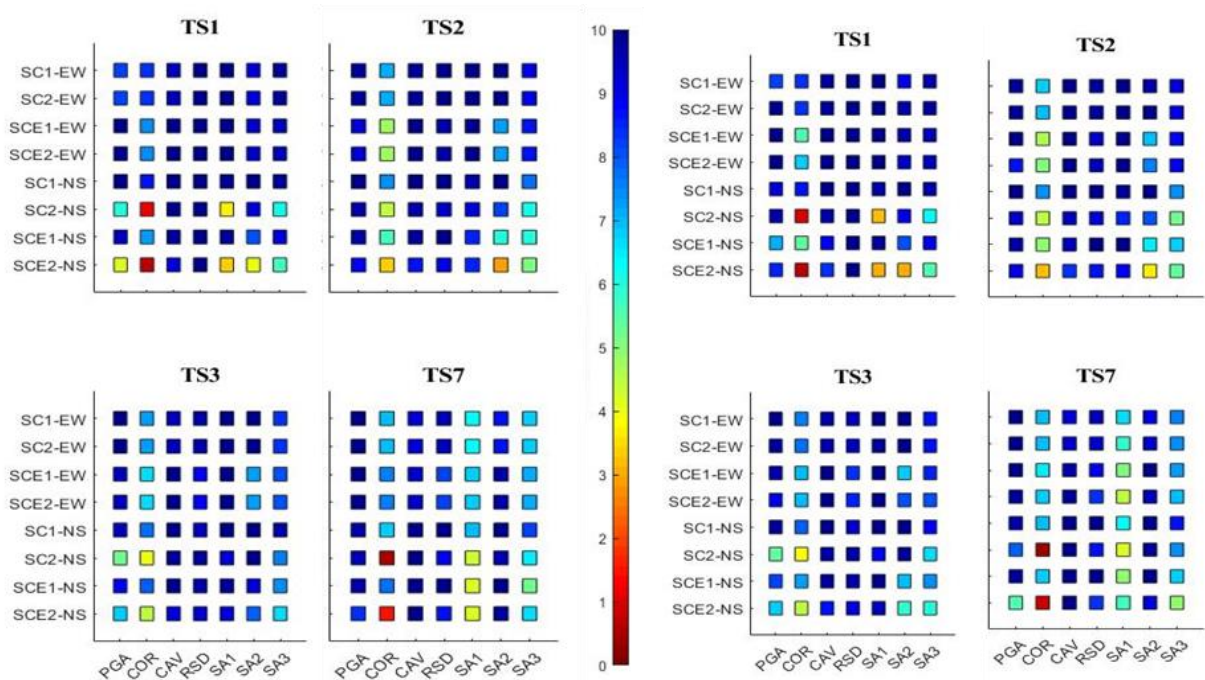 TS1
TS2
SC1-EW
SC2-EW
SCE1-EW
SCE2-EW
SC1-NS
SC2-NS
SCE1-NS
SCE2-NS
TS3
TS7
SC1-EW
SC2-EW
SCE1-EW
SCE2-EW
SC1-NS
SC2-NS
SCE1-NS
SCE2-NS
PGA COR CAV RSD SA1 SA2 SA3
PGA COR CAV RSD SA1 SA2 SA3
10
9
8
7
6
5
4
3
2
1
0
TS1
TS2
SC1-EW
SC2-EW
SCE1-EW
SCE2-EW
SC1-NS
SC2-NS
SCE1-NS
SCE2-NS
TS3
TS7
SC1-EW
SC2-EW
SCE1-EW
SCE2-EW
SC1-NS
SC2-NS
SCE1-NS
SCE2-NS
PGA COR CAV RSD SA1 SA2 SA3
PGA COR CAV RSD SA1 SA2 SA3